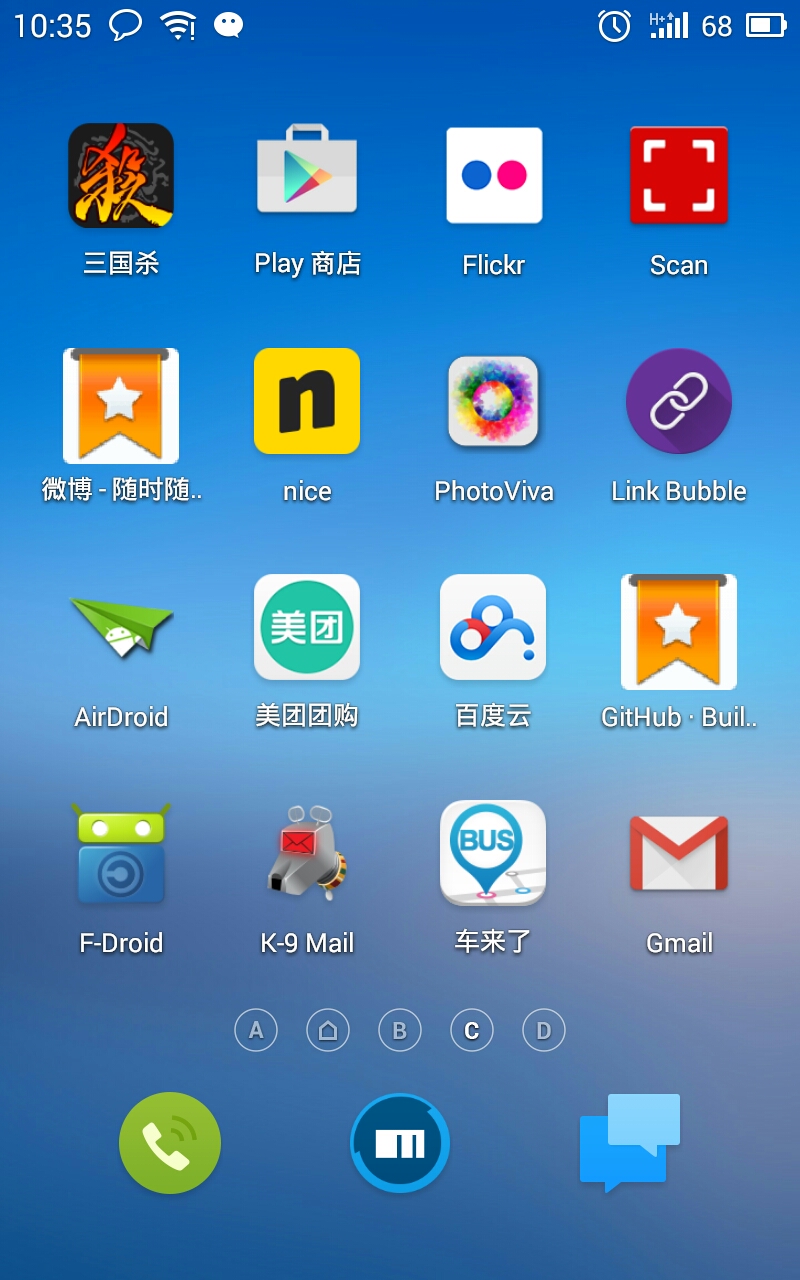 10:35
H+
68
殺
三国杀
Play 商店
Flickr
Scan
n
微博 - 随时随..
nice
PhotoViva
Link Bubble
美团
AirDroid
美团团购
百度云
GitHub · Buil..
BUS
F-Droid
K-9 Mail
车来了
Gmail
A
B
C
D